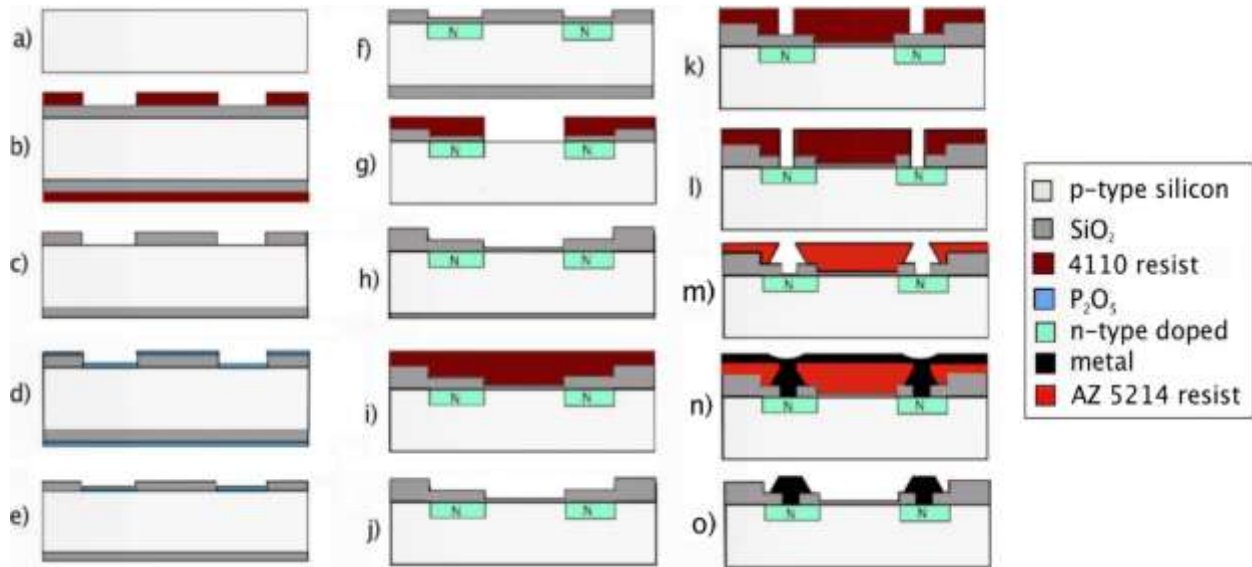 a)
b)
c)
d)
e)
f)
N N
g)
N N
h)
N N
i)
N N
j)
N N
k)
N N
l)
N N
m)
N N
n)
N N
o)
N N
p-type silicon
SiO₂
4110 resist
P₂O₅
n-type doped
metal
AZ 5214 resist